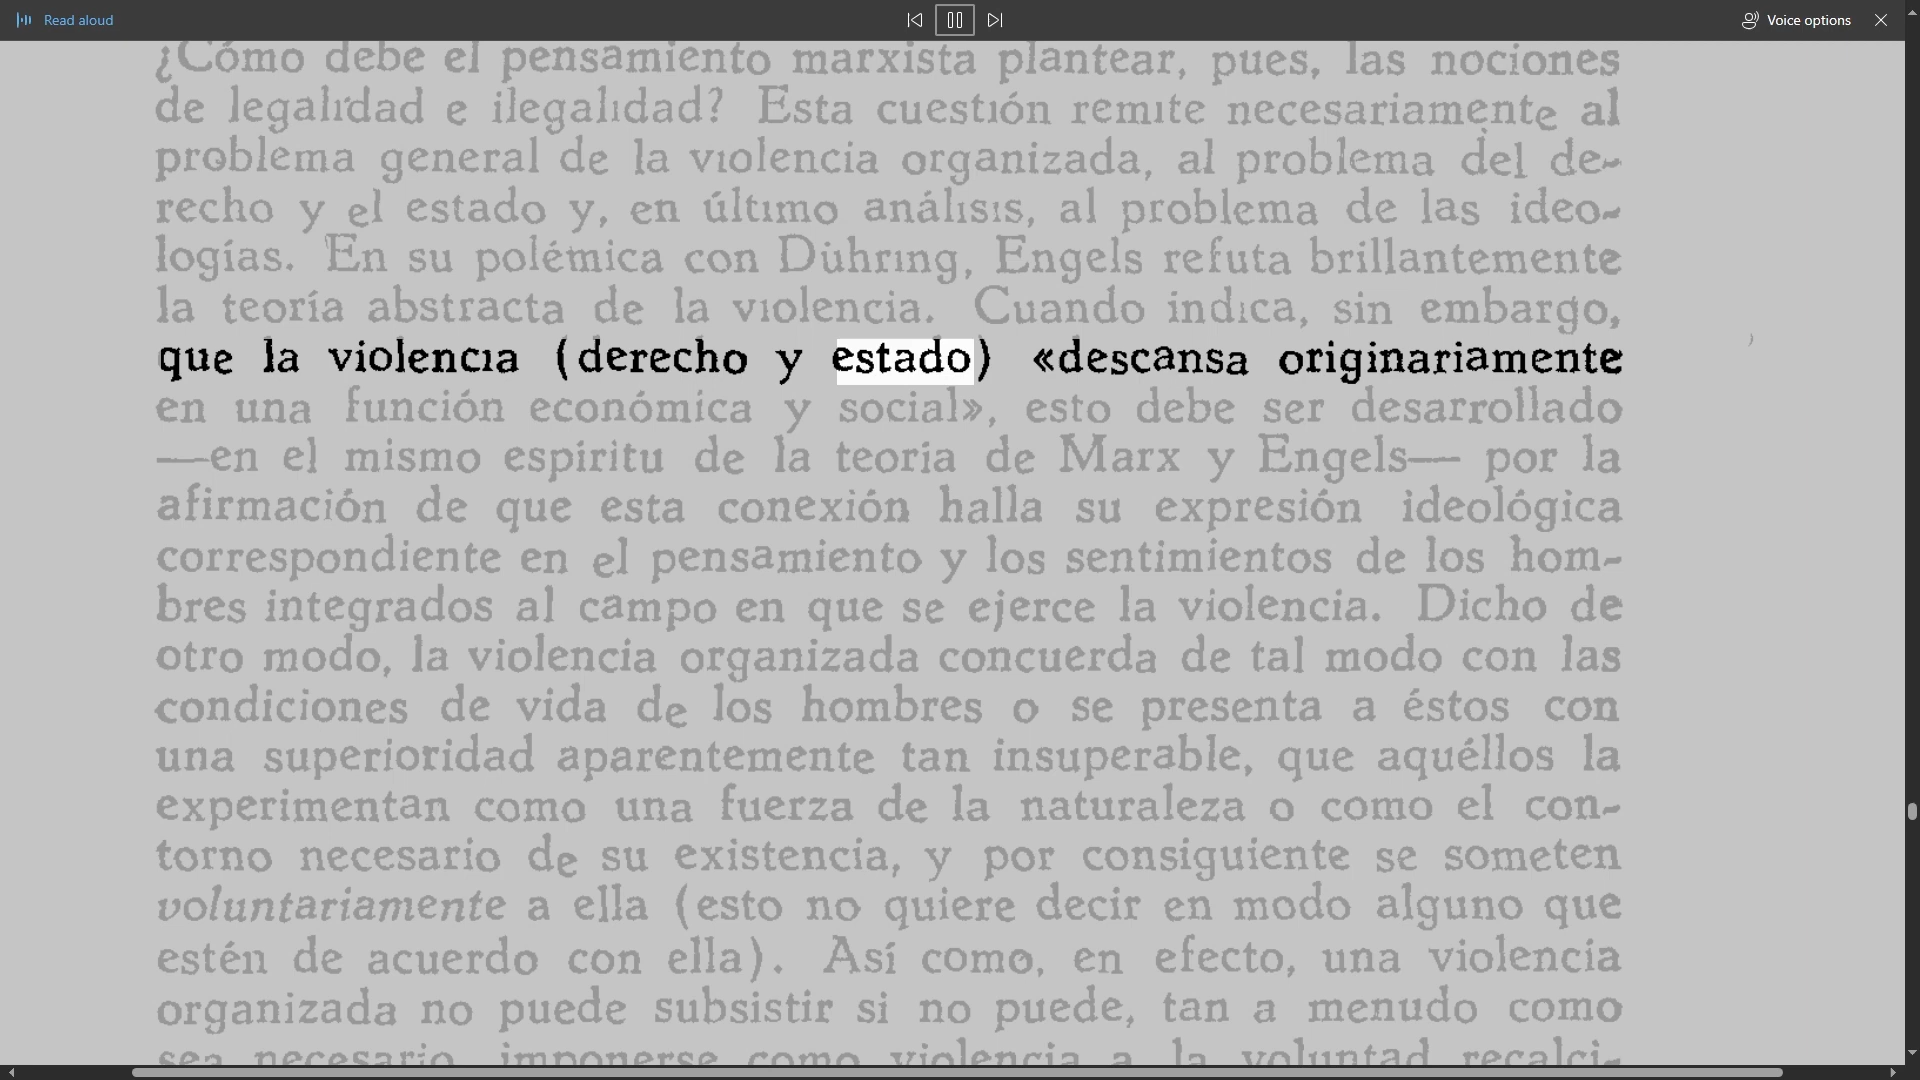 Read aloud
Voice options
¿Cómo debe el pensamiento marxista plantear, pues, las nociones
de legalidad e ilegalidad? Esta cuestión remite necesariamente al
problema general de la violencia organizada, al problema del de-
recho y el estado y, en último análisis, al problema de las ideo-
logías. En su polémica con Dühring, Engels refuta brillantemente
la teoría abstracta de la violencia. Cuando indica, sin embargo,
que la violencia (derecho y estado) «descansa originariamente
en una función económica y social», esto debe ser desarrollado
—en el mismo espíritu de la teoría de Marx y Engels— por la
afirmación de que esta conexión halla su expresión ideológica
correspondiente en el pensamiento y los sentimientos de los hom-
bres integrados al campo en que se ejerce la violencia. Dicho de
otro modo, la violencia organizada concuerda de tal modo con las
condiciones de vida de los hombres o se presenta a éstos con
una superioridad aparentemente tan insuperable, que aquéllos la
experimentan como una fuerza de la naturaleza o como el con-
torno necesario de su existencia, y por consiguiente se someten
voluntariamente a ella (esto no quiere decir en modo alguno que
estén de acuerdo con ella). Así como, en efecto, una violencia
organizada no puede subsistir si no puede, tan a menudo como
sea necesario, imponerse como violencia a la voluntad recalci-